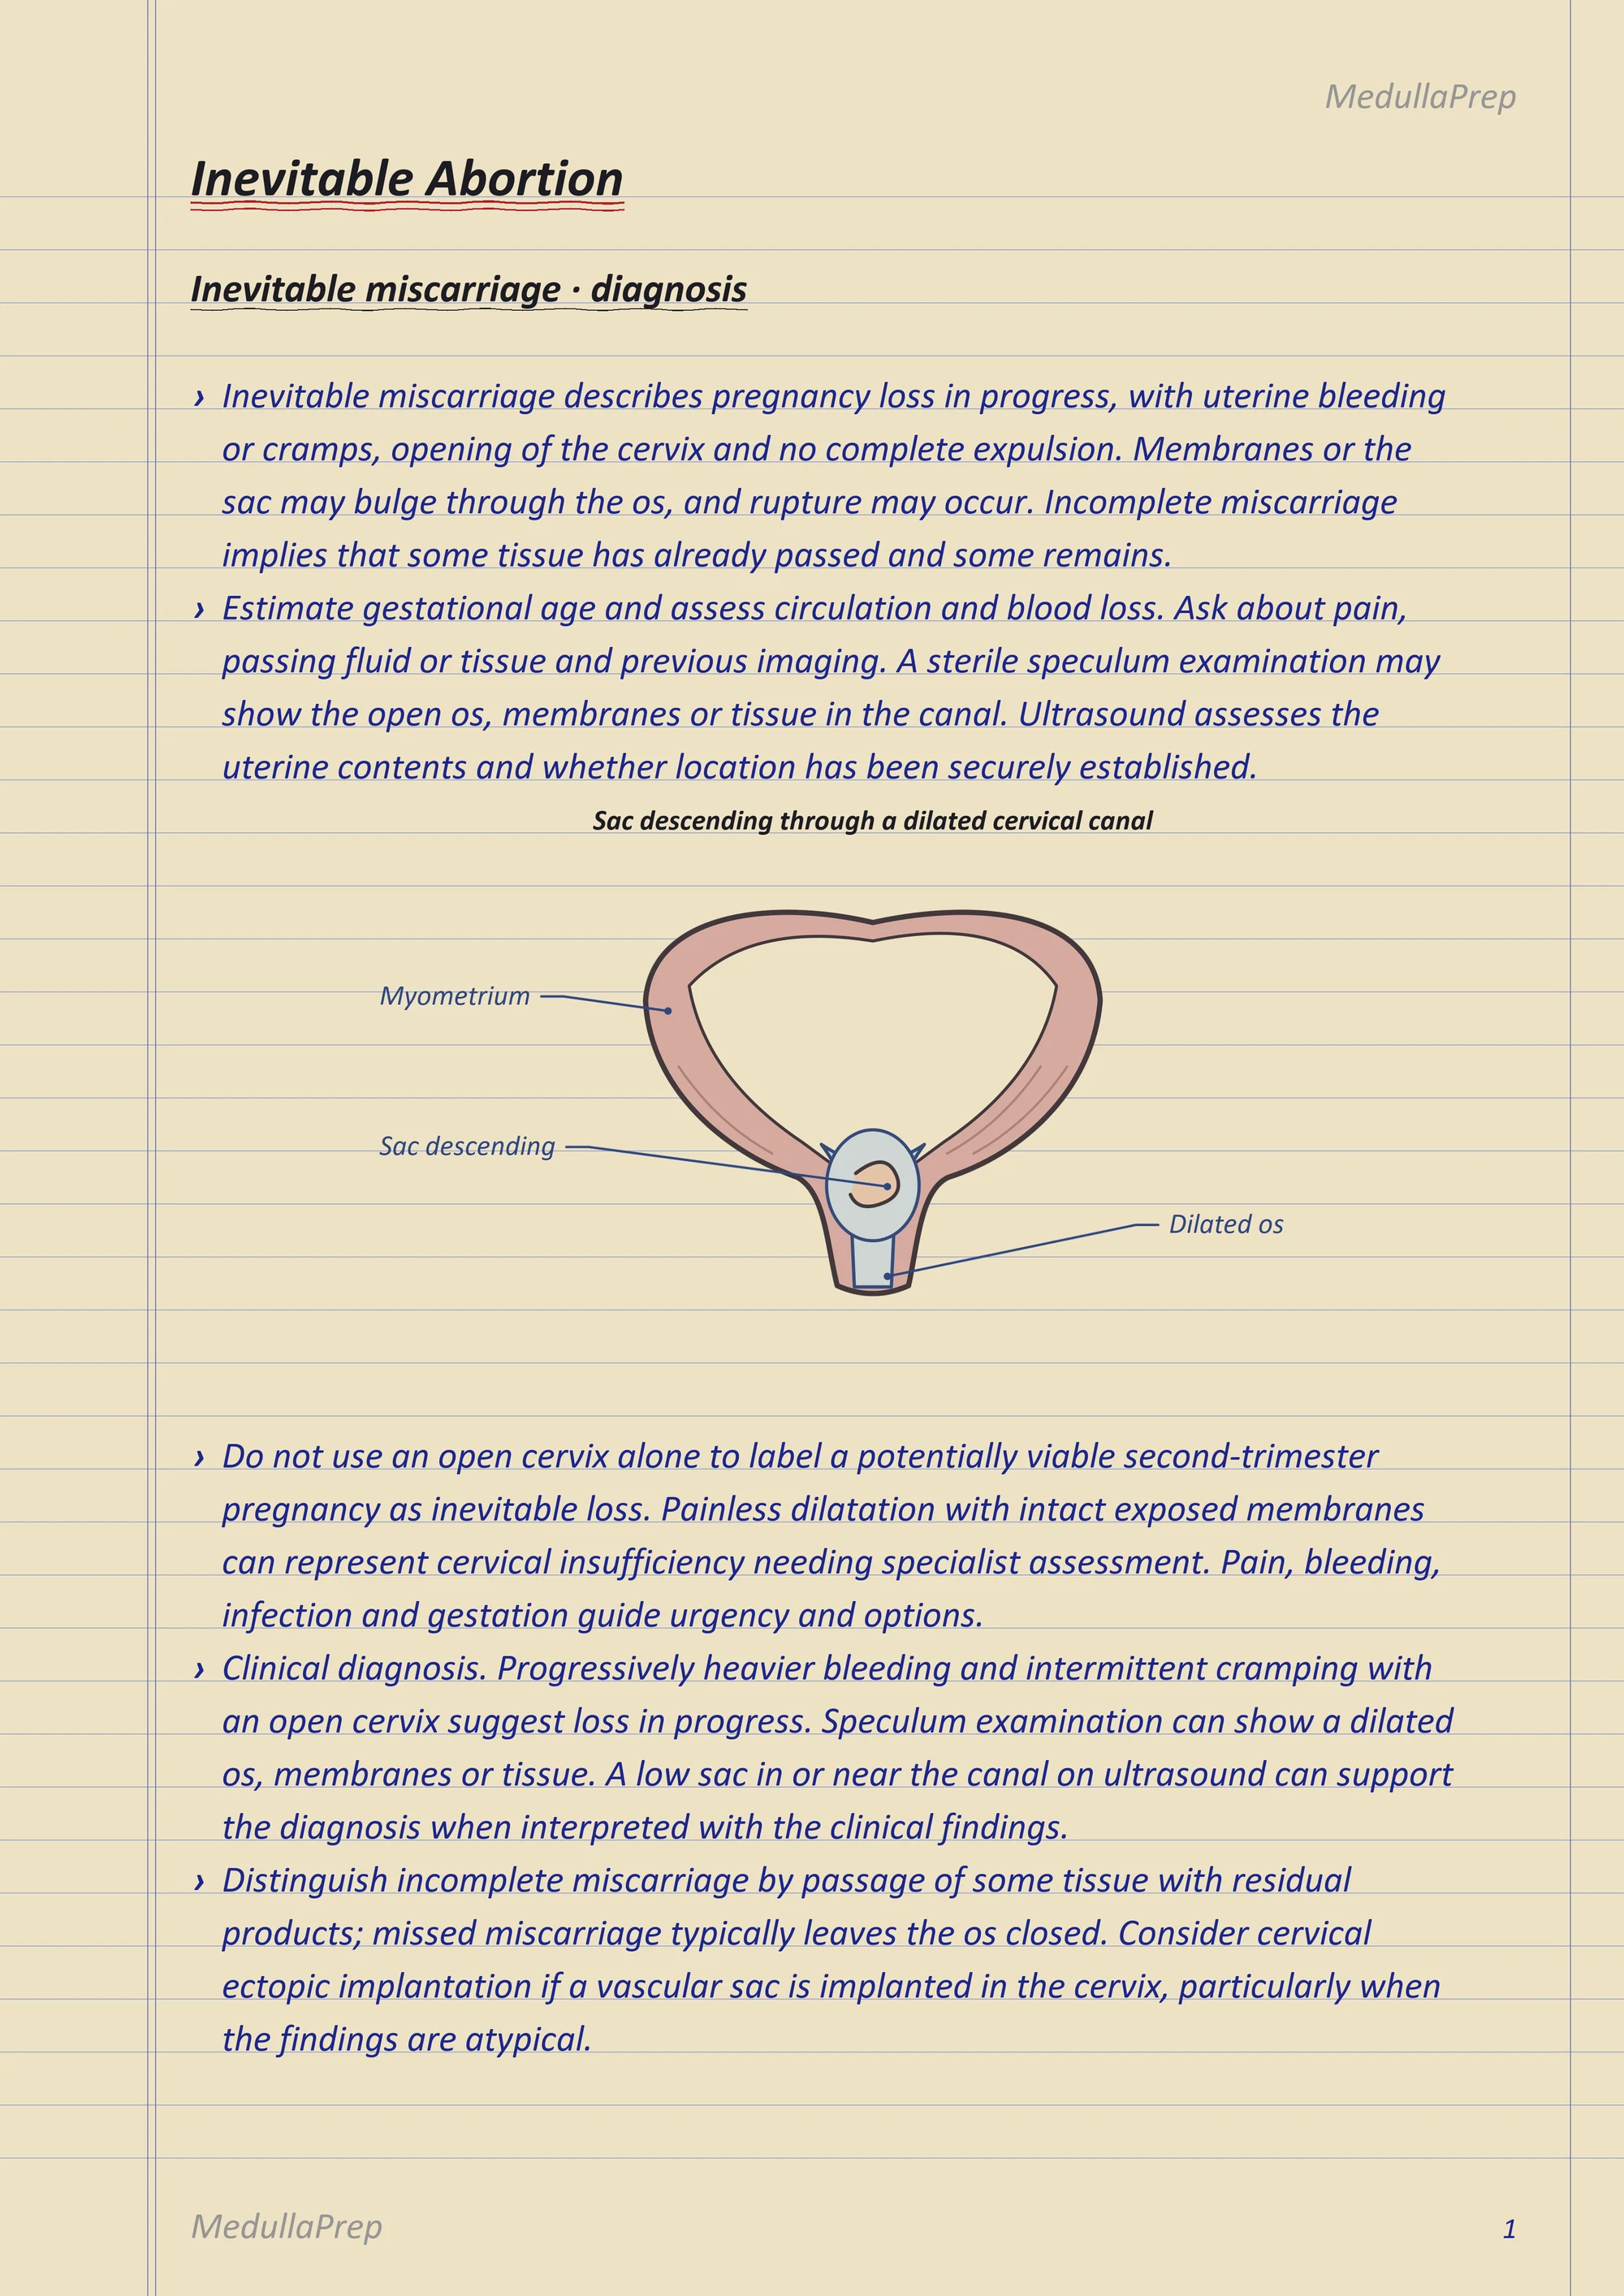 MedullaPrep
Inevitable Abortion
Inevitable miscarriage · diagnosis
› Inevitable miscarriage describes pregnancy loss in progress, with uterine bleeding
or cramps, opening of the cervix and no complete expulsion. Membranes or the
sac may bulge through the os, and rupture may occur. Incomplete miscarriage
implies that some tissue has already passed and some remains.
› Estimate gestational age and assess circulation and blood loss. Ask about pain,
passing fluid or tissue and previous imaging. A sterile speculum examination may
show the open os, membranes or tissue in the canal. Ultrasound assesses the
uterine contents and whether location has been securely established.
Sac descending through a dilated cervical canal
Myometrium
Sac descending
Dilated os
› Do not use an open cervix alone to label a potentially viable second-trimester
pregnancy as inevitable loss. Painless dilatation with intact exposed membranes
can represent cervical insufficiency needing specialist assessment. Pain, bleeding,
infection and gestation guide urgency and options.
› Clinical diagnosis. Progressively heavier bleeding and intermittent cramping with
an open cervix suggest loss in progress. Speculum examination can show a dilated
os, membranes or tissue. A low sac in or near the canal on ultrasound can support
the diagnosis when interpreted with the clinical findings.
› Distinguish incomplete miscarriage by passage of some tissue with residual
products; missed miscarriage typically leaves the os closed. Consider cervical
ectopic implantation if a vascular sac is implanted in the cervix, particularly when
the findings are atypical.
MedullaPrep
1